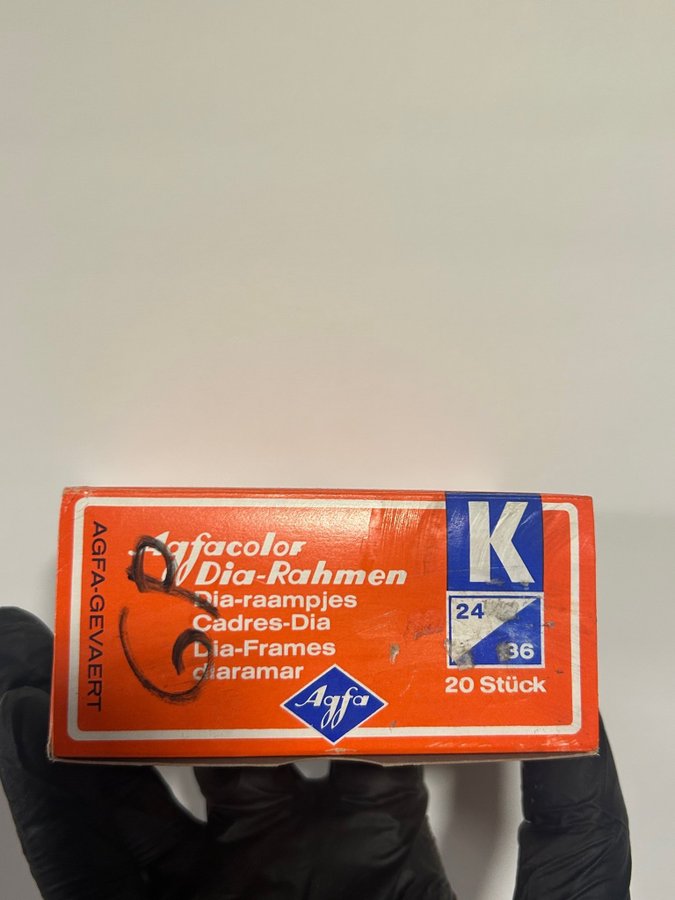 AGFA-GEVAERT
Agfacolor
Dia-Rahmen
Dia-raampjes
Cadres-Dia
Dia-Frames
diaramar
Agfa
K
24
36
20 Stück